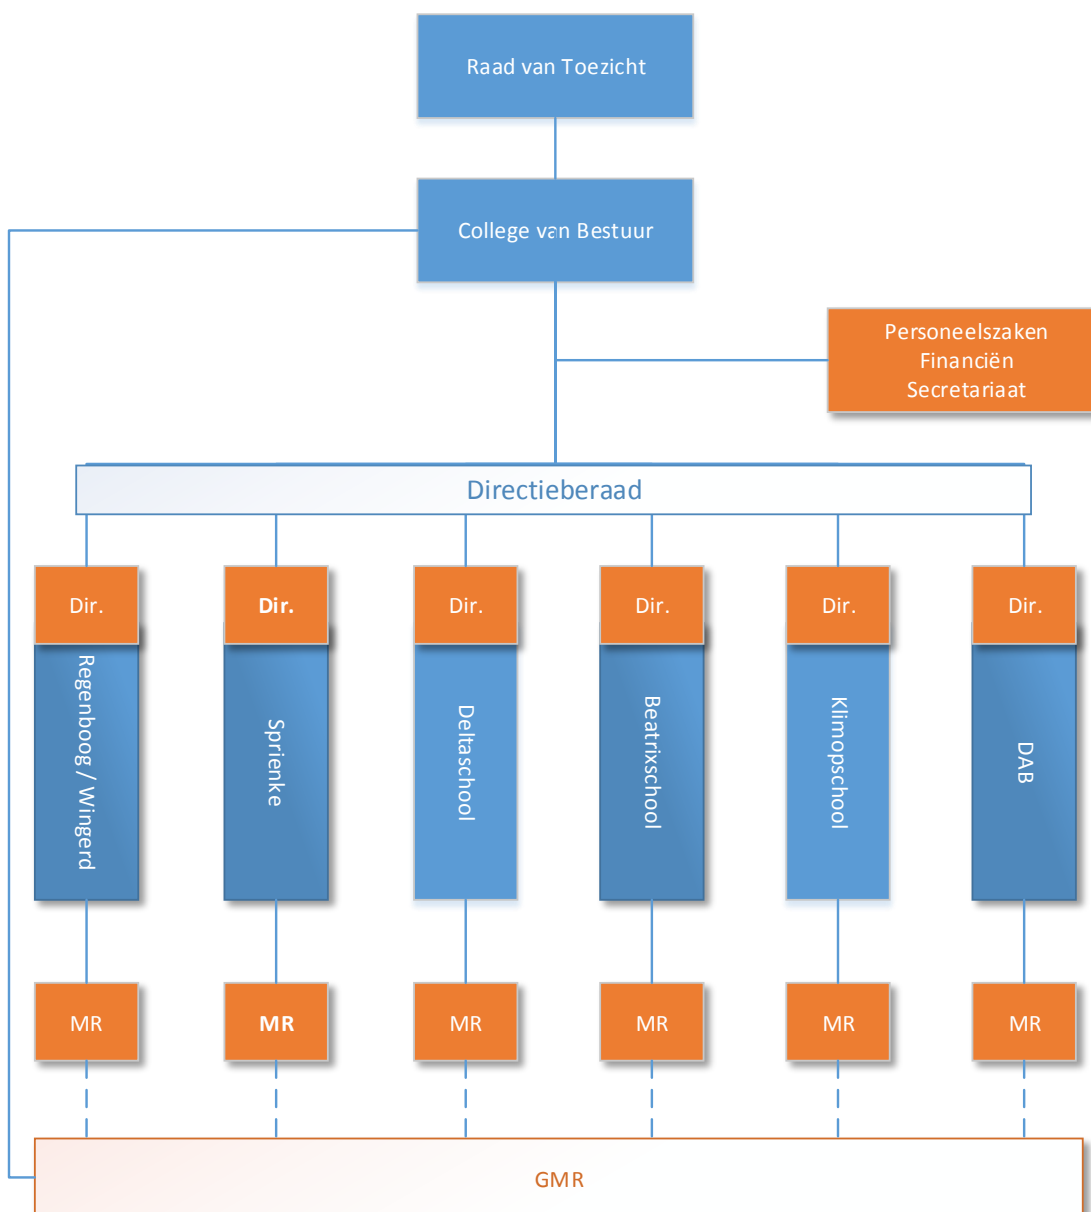 Raad van Toezicht
College van Bestuur
Personeelszaken
Financiën
Secretariaat
Directieberaad
Dir.
Dir.
Dir.
Dir.
Dir.
Dir.
Regenboog / Wingerd
Sprienke
Deltaschool
Beatrixschool
Klimopschool
DAB
MR
MR
MR
MR
MR
MR
GMR